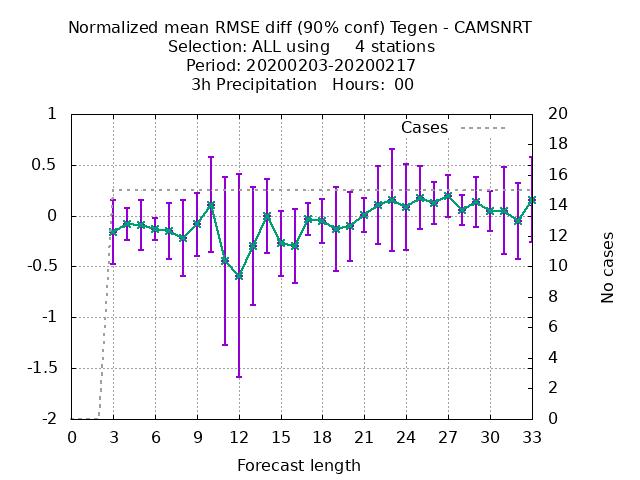 Normalized mean RMSE diff (90% conf) Tegen - CAMSNRT
Selection: ALL using     4 stations
Period: 20200203-20200217
3h Precipitation   Hours:  00
Cases
1
0.5
0
-0.5
-1
-1.5
-2
20
18
16
14
12
10
8
6
4
2
0
No cases
0 3 6 9 12 15 18 21 24 27 30 33
Forecast length